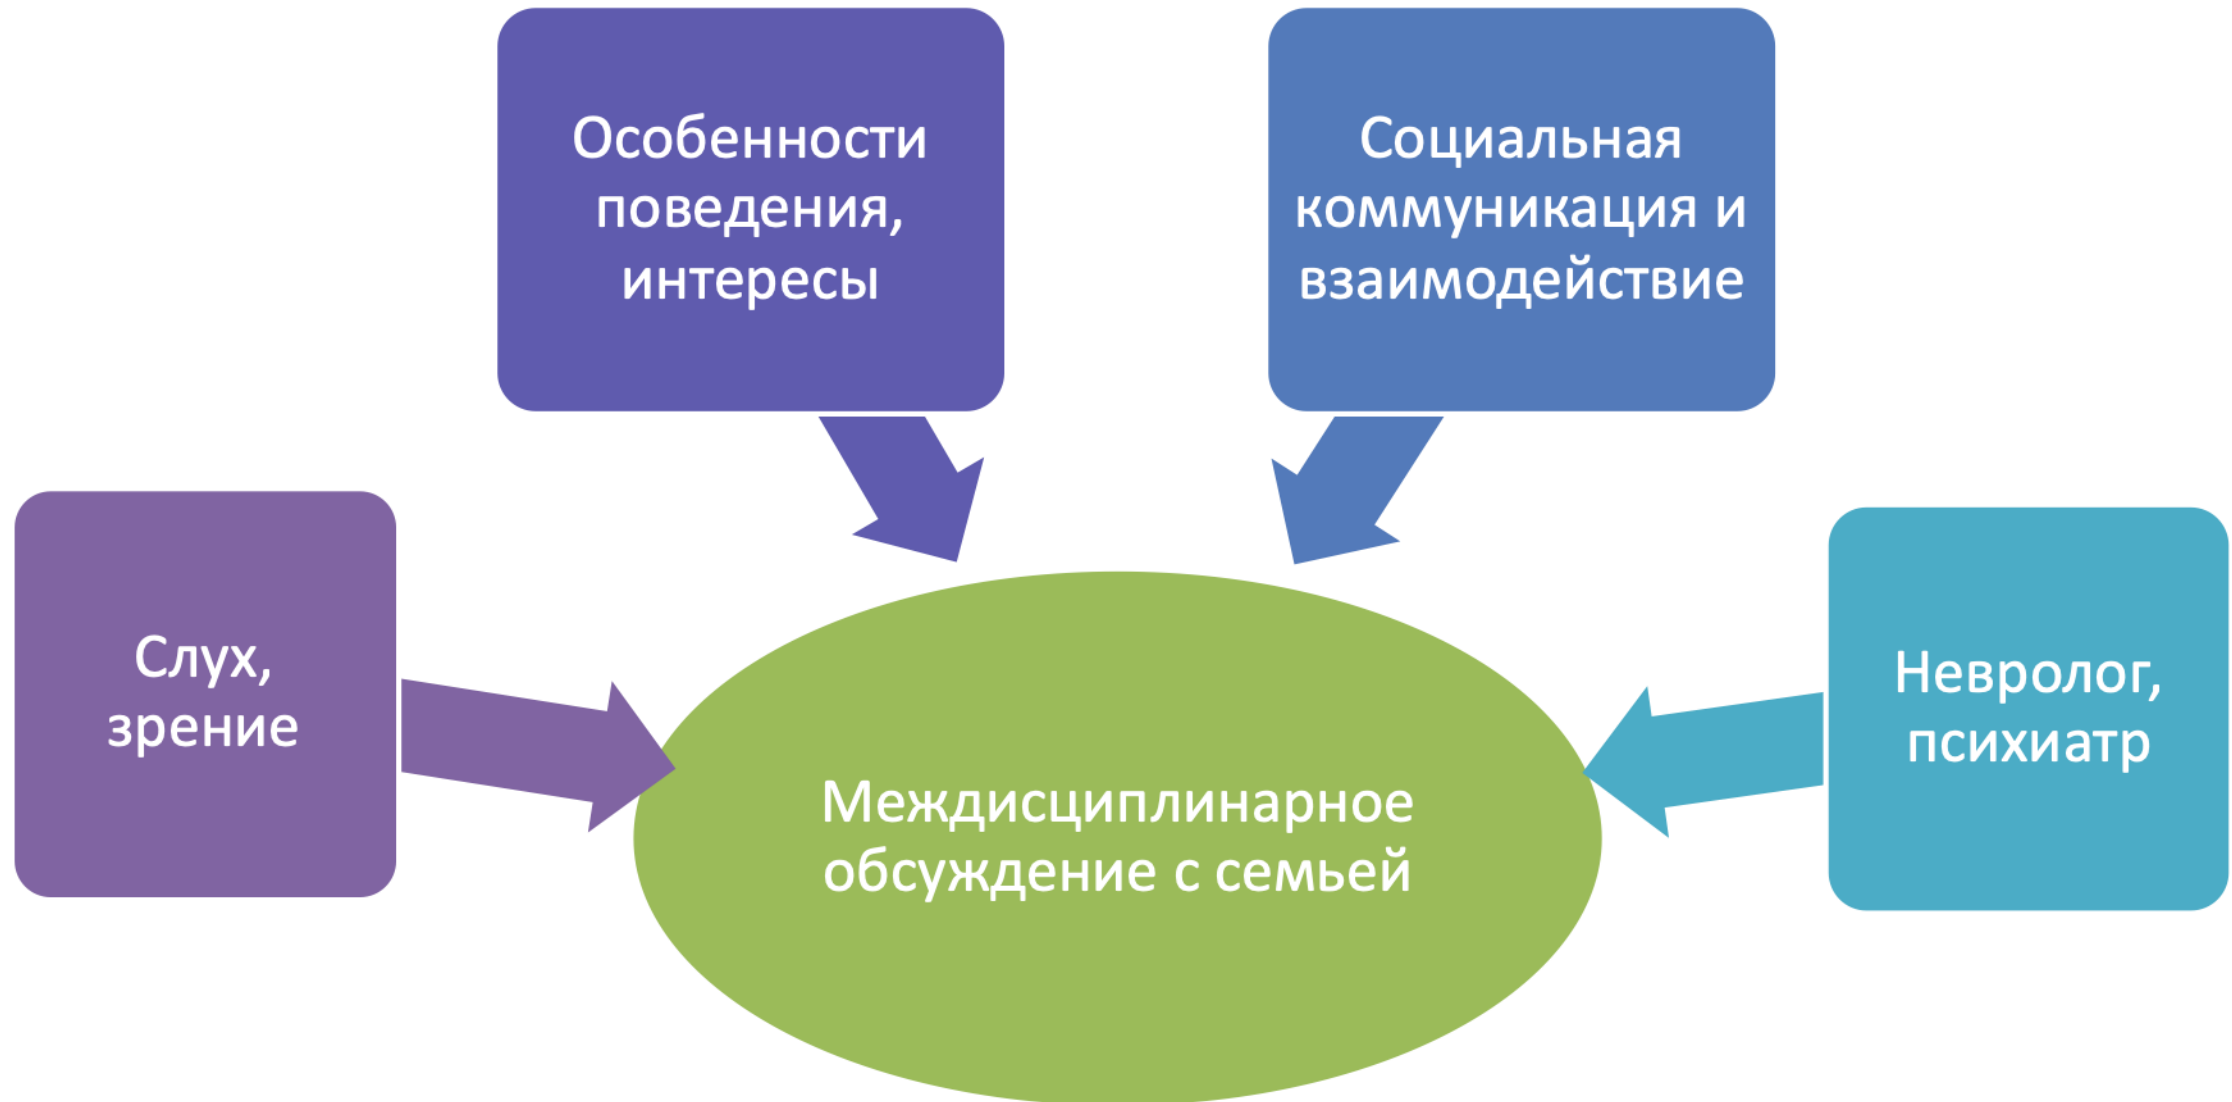 Особенности
поведения,
интересы
Социальная
коммуникация и
взаимодействие
Слух,
зрение
Невролог,
психиатр
Междисциплинарное
обсуждение с семьей